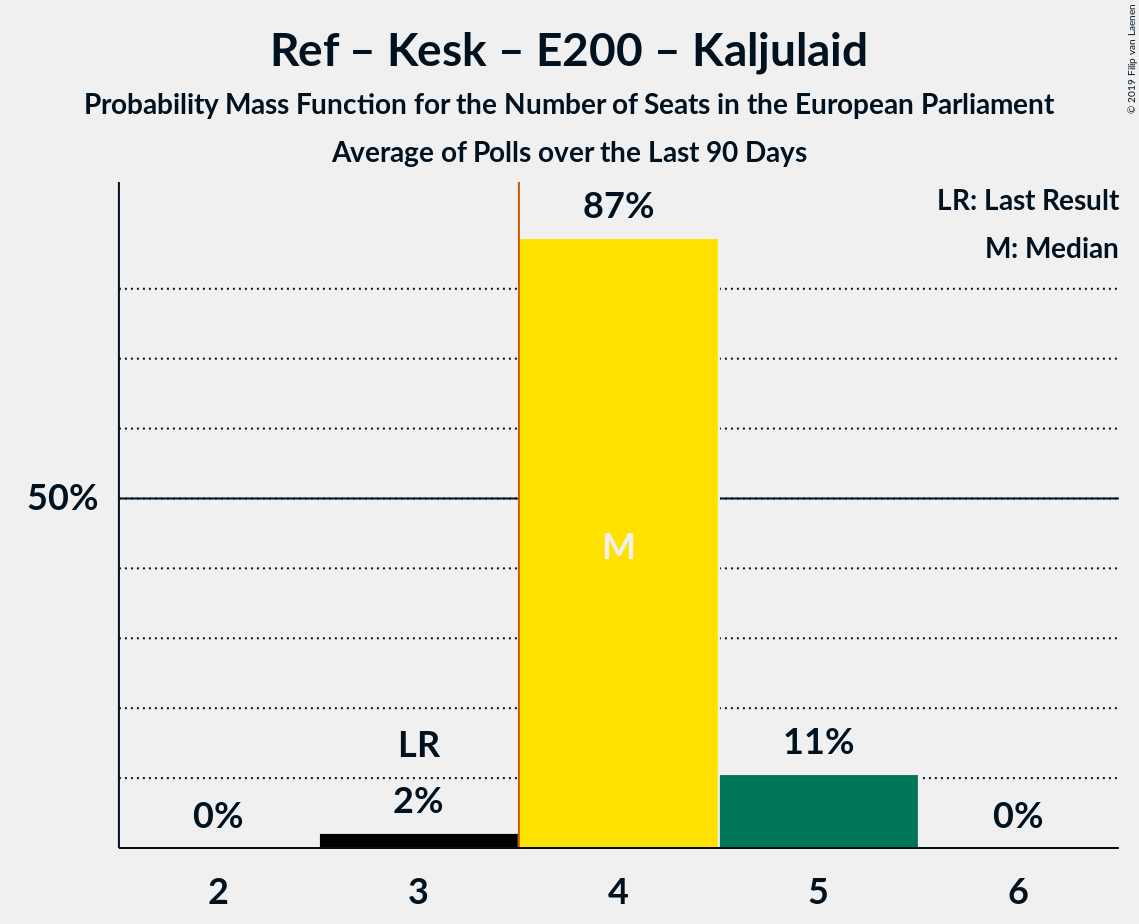 Ref – Kesk – E200 – Kaljulaid
Probability Mass Function for the Number of Seats in the European Parliament
Average of Polls over the Last 90 Days
© 2019 Filip van Laenen
LR: Last Result
M: Median
87%
50%
M
LR
11%
2%
0%
0%
2 3 4 5 6